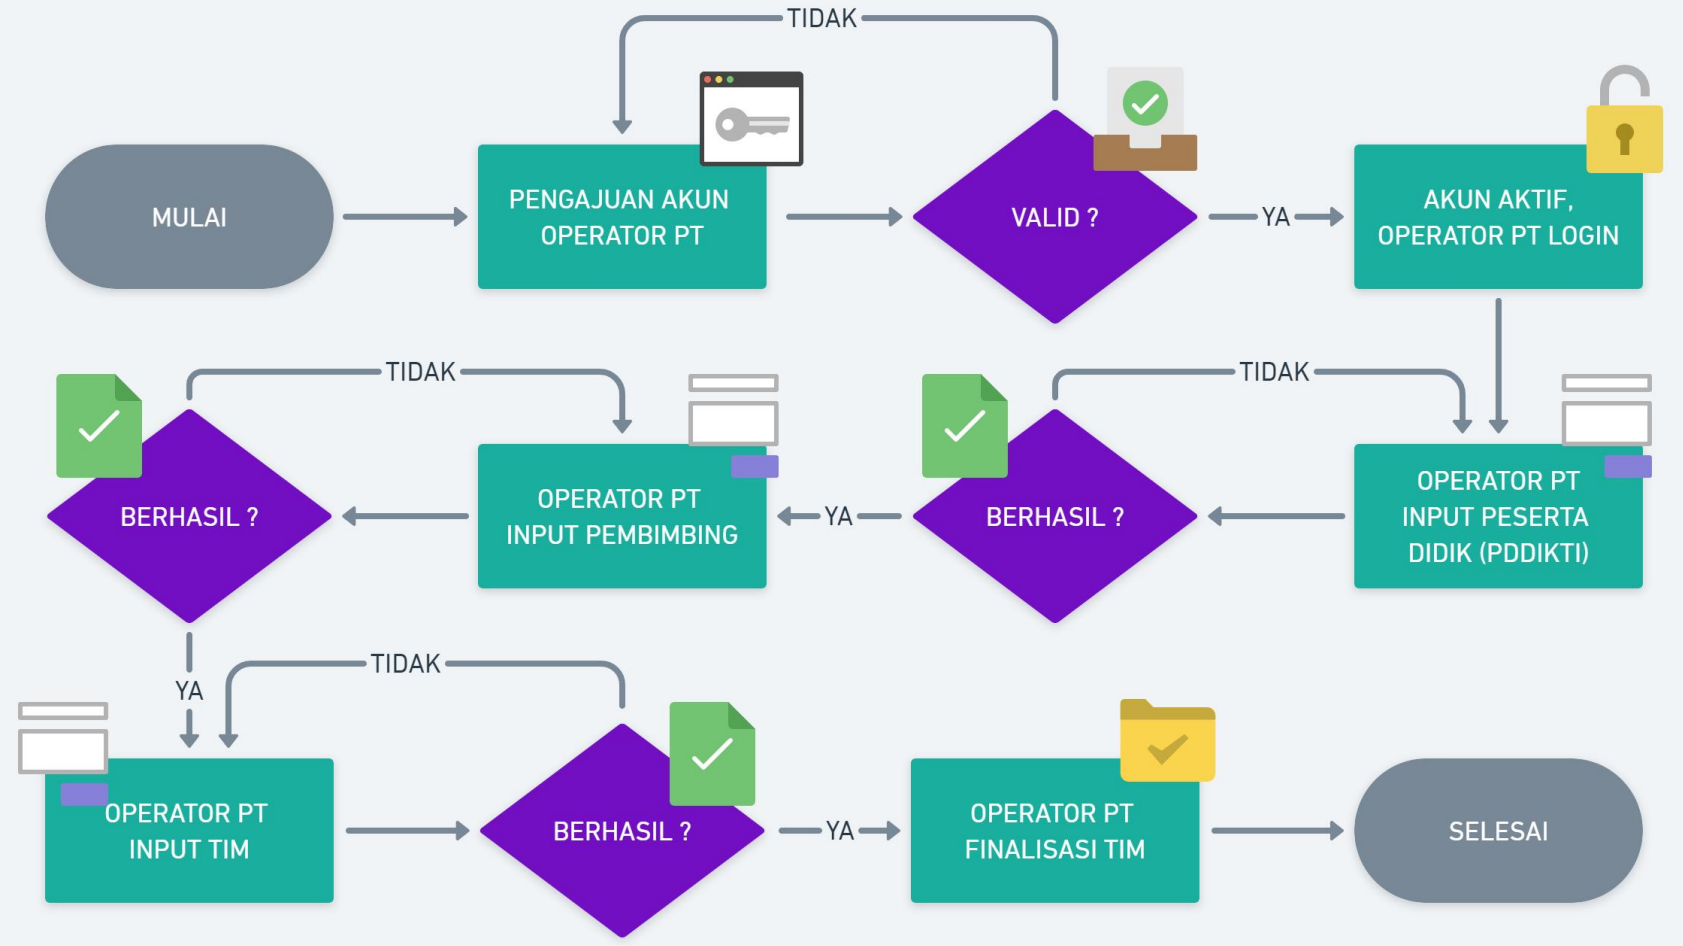 TIDAK
MULAI
PENGAJUAN AKUN
OPERATOR PT
VALID ?
YA
AKUN AKTIF,
OPERATOR PT LOGIN
TIDAK
TIDAK
BERHASIL ?
OPERATOR PT
INPUT PEMBIMBING
YA
BERHASIL ?
OPERATOR PT
INPUT PESERTA
DIDIK (PDDIKTI)
YA
TIDAK
OPERATOR PT
INPUT TIM
BERHASIL ?
YA
OPERATOR PT
FINALISASI TIM
SELESAI